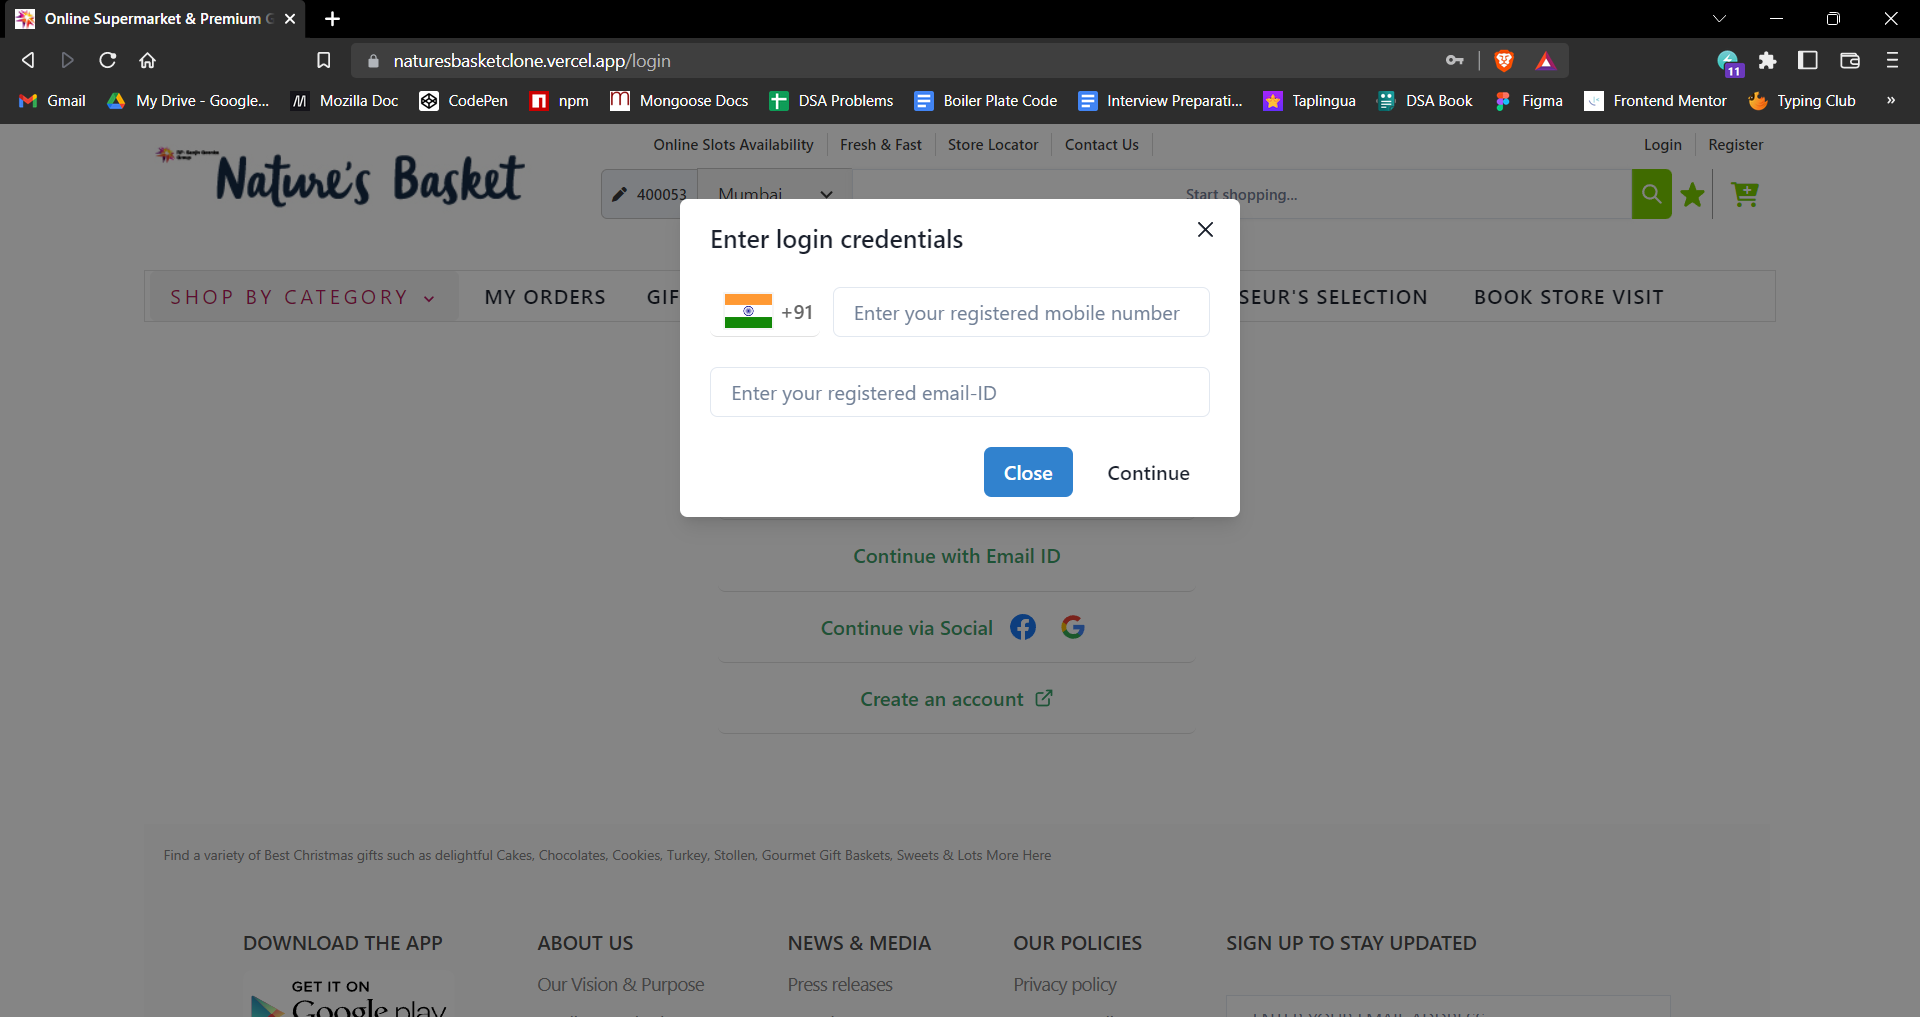 Online Supermarket & Premium G
naturesbasketclone.vercel.app/login
11
Gmail
My Drive - Google...
Mozilla Doc
CodePen
npm
Mongoose Docs
DSA Problems
Boiler Plate Code
Interview Preparati...
Taplingua
DSA Book
Figma
Frontend Mentor
Typing Club
»
Online Slots Availability
Fresh & Fast
Store Locator
Contact Us
Login
Register
Nature's Basket
400053
Mumbai
Start shopping...
Enter login credentials
SHOP BY CATEGORY
MY ORDERS
GIF
SEUR'S SELECTION
BOOK STORE VISIT
+91
Enter your registered mobile number
Enter your registered email-ID
Close
Continue
Continue with Email ID
Continue via Social
Create an account
Find a variety of Best Christmas gifts such as delightful Cakes, Chocolates, Cookies, Turkey, Stollen, Gourmet Gift Baskets, Sweets & Lots More Here
DOWNLOAD THE APP
ABOUT US
NEWS & MEDIA
OUR POLICIES
SIGN UP TO STAY UPDATED
GET IT ON
Google play
Our Vision & Purpose
Press releases
Privacy policy
ENTER YOUR EMAIL ADDRESS